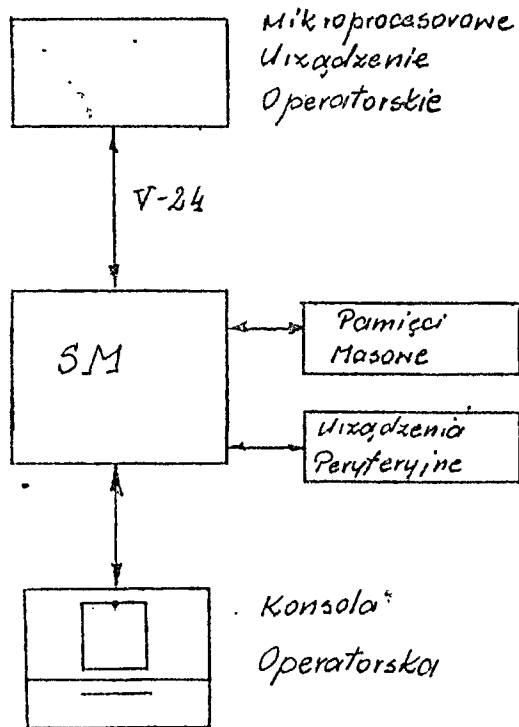 Mikroprocesorowe
Urządzenie
Operatorskie
V-24
SM
Pamięci
Masowe
Urządzenia
Peryferyjne
Konsola
Operatorska